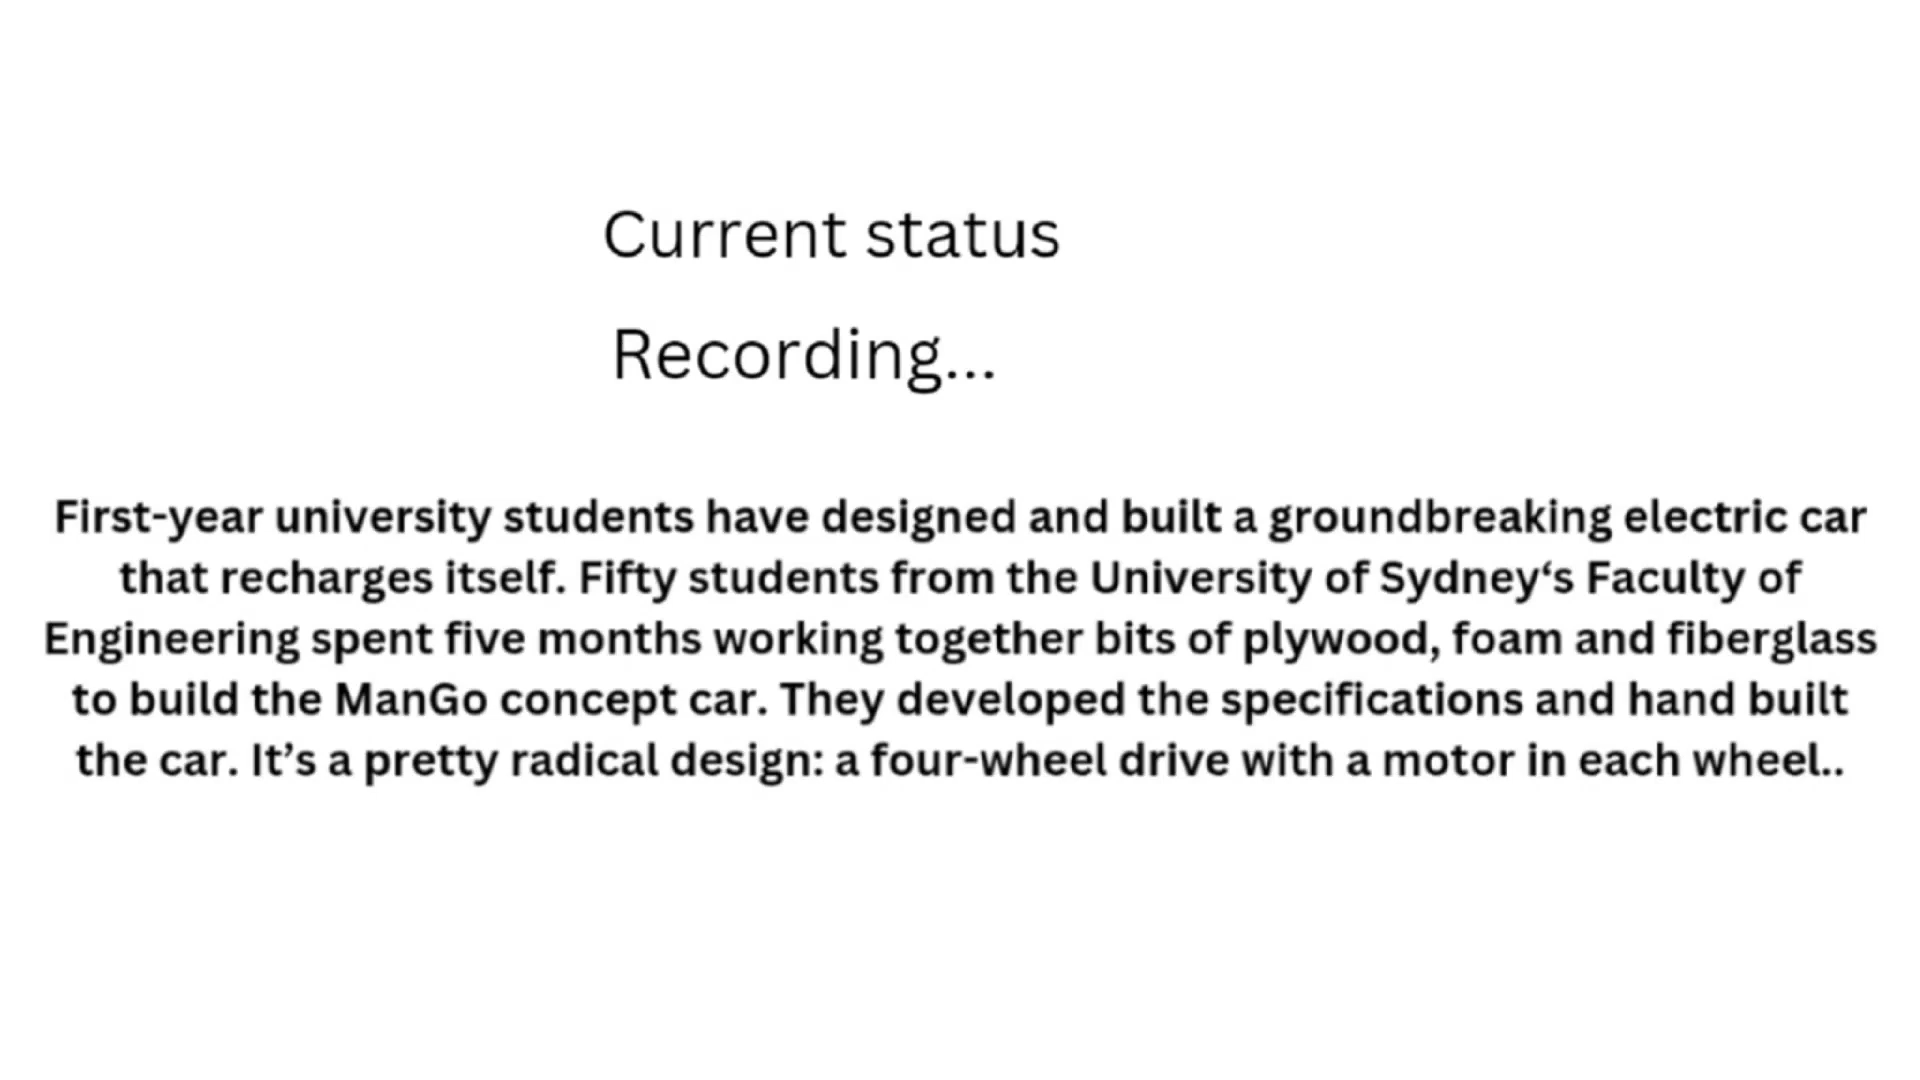 Current status
Recording...
First-year university students have designed and built a groundbreaking electric car
that recharges itself. Fifty students from the University of Sydney‘s Faculty of
Engineering spent five months working together bits of plywood, foam and fiberglass
to build the ManGo concept car. They developed the specifications and hand built
the car. It’s a pretty radical design: a four-wheel drive with a motor in each wheel..